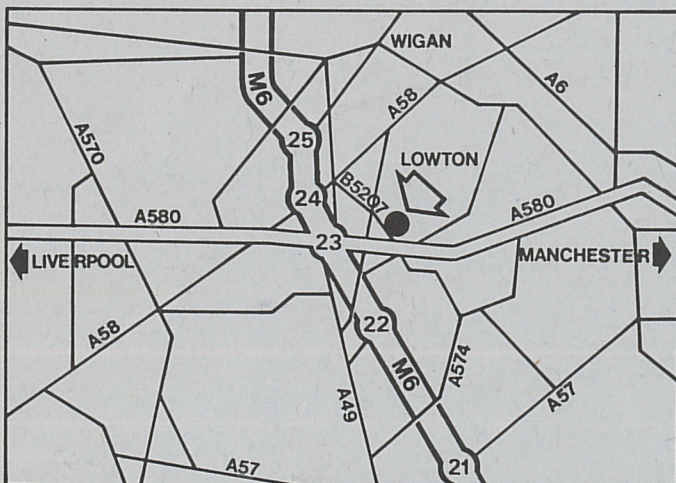 WIGAN
M6
A58
A6
A570
25
LOWTON
B5207
24
A580
A580
23
LIVERPOOL
MANCHESTER
22
A58
M6
A574
A49
A57
A57
21